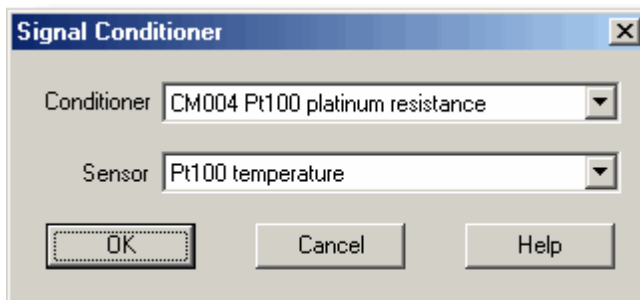 Signal Conditioner
Conditioner CM004 Pt100 platinum resistance
Sensor Pt100 temperature
OK Cancel Help